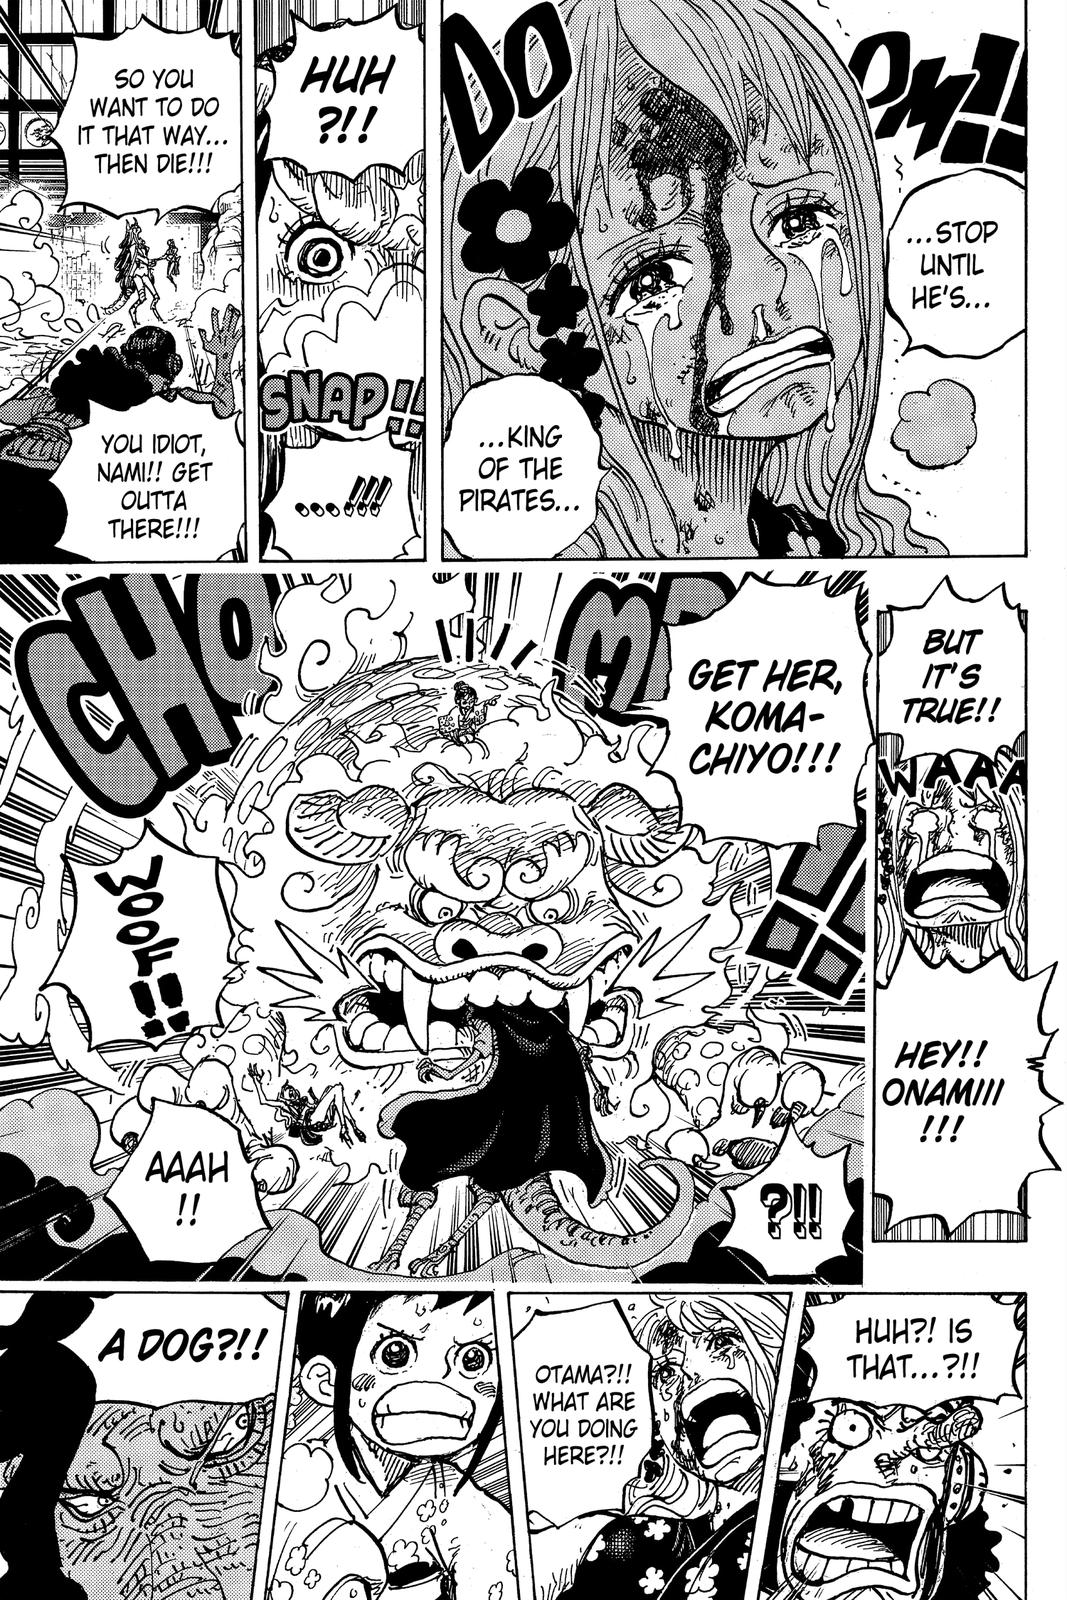 DO
OM!!
...STOP
UNTIL
HE'S...
...KING
OF THE
PIRATES...
HUH
?!!
SNAP!!
...!!!
SO YOU
WANT TO DO
IT THAT WAY...
THEN DIE!!!
YOU IDIOT,
NAMI!! GET
OUTTA
THERE!!!
BUT
IT'S
TRUE!!
WAAA
HEY!!
ONAMIII
!!!
GET HER,
KOMA-
CHIYO!!!
CHO
MP
!!
WOOF!!
AAAH
!!
?!!
HUH?! IS
THAT...?!!
OTAMA?!!
WHAT ARE
YOU DOING
HERE?!!
A DOG?!!